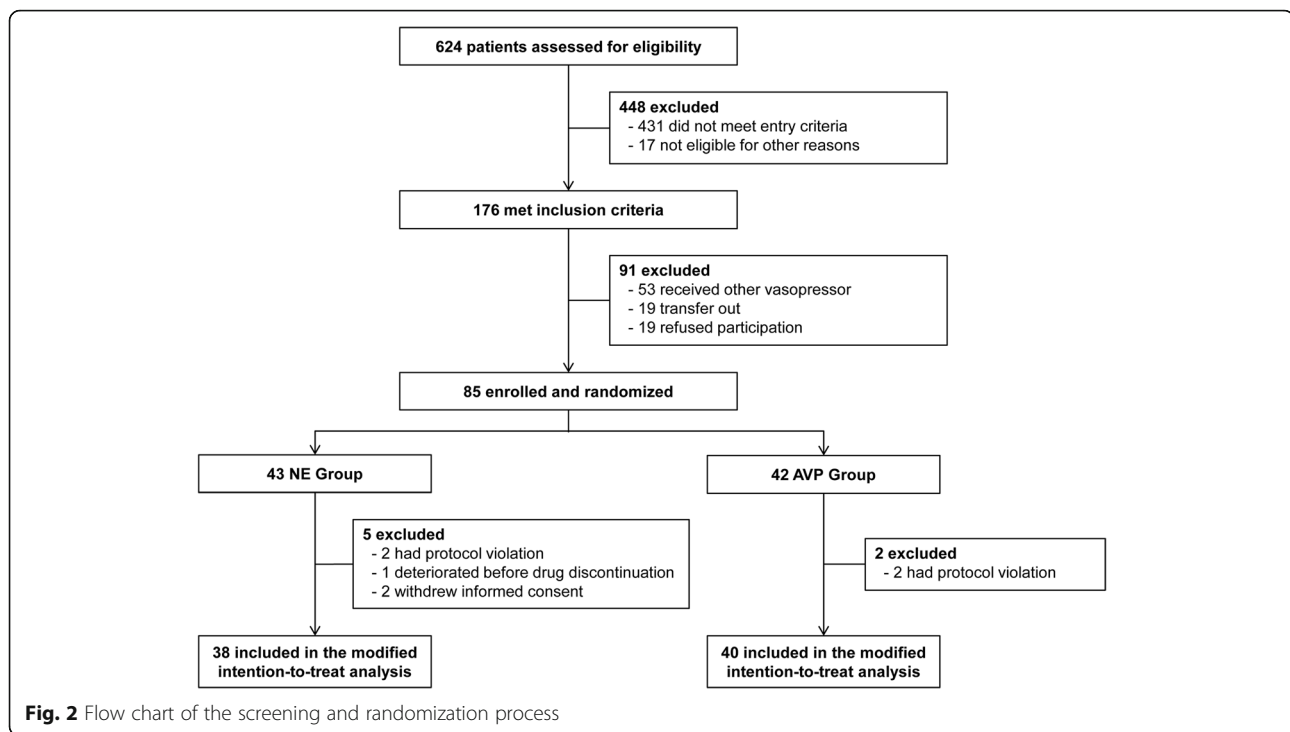 624 patients assessed for eligibility
448 excluded
- 431 did not meet entry criteria
- 17 not eligible for other reasons
176 met inclusion criteria
91 excluded
- 53 received other vasopressor
- 19 transfer out
- 19 refused participation
85 enrolled and randomized
43 NE Group
42 AVP Group
5 excluded
- 2 had protocol violation
- 1 deteriorated before drug discontinuation
- 2 withdrew informed consent
2 excluded
- 2 had protocol violation
38 included in the modified
intention-to-treat analysis
40 included in the modified
intention-to-treat analysis
Fig. 2 Flow chart of the screening and randomization process